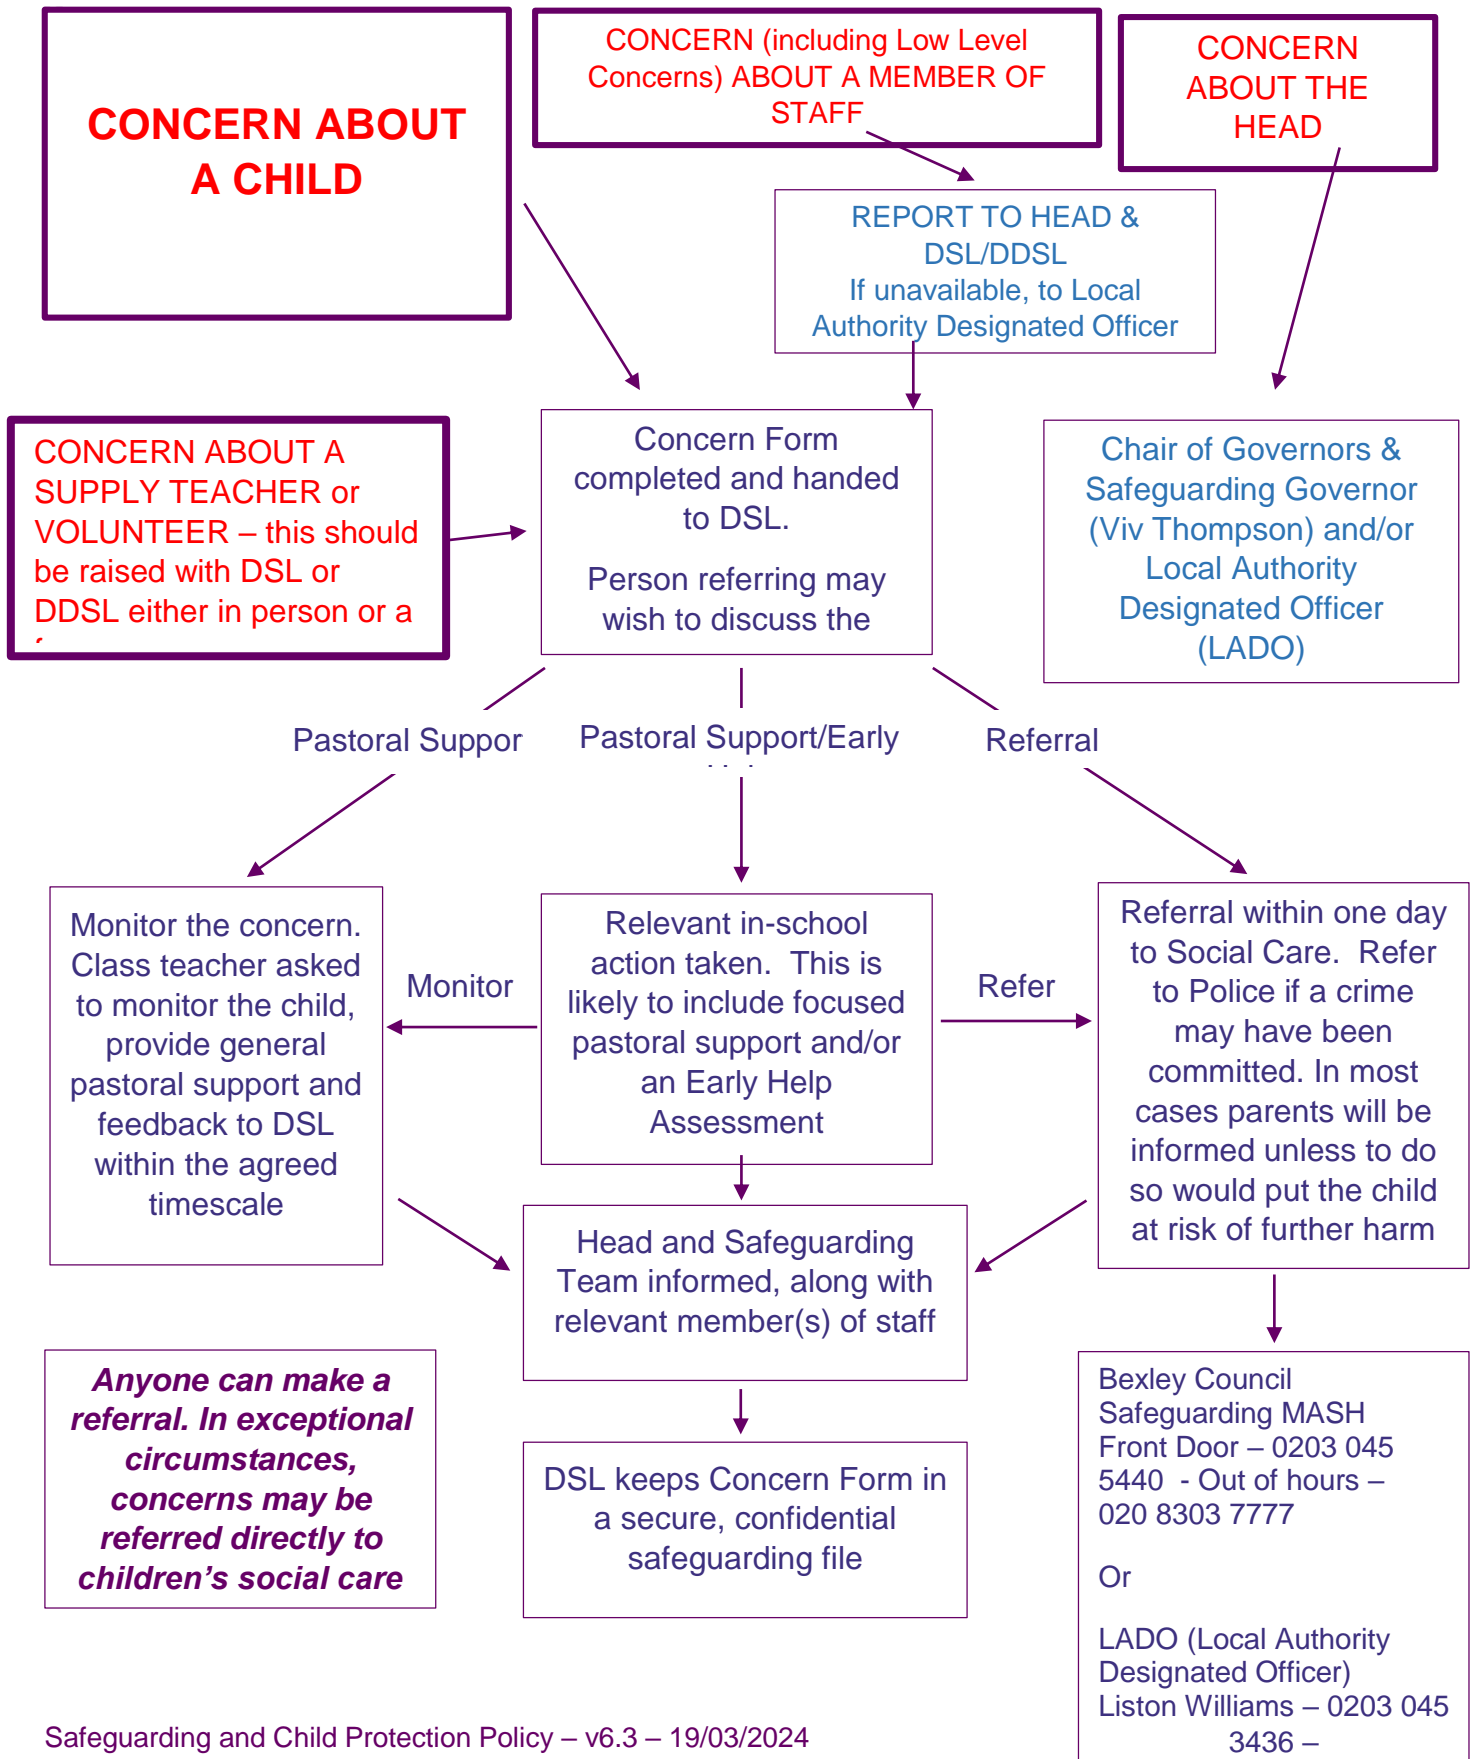 CONCERN ABOUT
A CHILD
CONCERN (including Low Level
Concerns) ABOUT A MEMBER OF
STAFF
CONCERN
ABOUT THE
HEAD
REPORT TO HEAD &
DSL/DDSL
If unavailable, to Local
Authority Designated Officer
CONCERN ABOUT A
SUPPLY TEACHER or
VOLUNTEER – this should
be raised with DSL or
DDSL either in person or a
Concern Form
completed and handed
to DSL.
Person referring may
wish to discuss the
Chair of Governors &
Safeguarding Governor
(Viv Thompson) and/or
Local Authority
Designated Officer
(LADO)
Pastoral Suppor
Pastoral Support/Early
Referral
Monitor the concern.
Class teacher asked
to monitor the child,
provide general
pastoral support and
feedback to DSL
within the agreed
timescale
Monitor
Relevant in-school
action taken.  This is
likely to include focused
pastoral support and/or
an Early Help
Assessment
Refer
Referral within one day
to Social Care.  Refer
to Police if a crime
may have been
committed. In most
cases parents will be
informed unless to do
so would put the child
at risk of further harm
Head and Safeguarding
Team informed, along with
relevant member(s) of staff
Anyone can make a
referral. In exceptional
circumstances,
concerns may be
referred directly to
children’s social care
DSL keeps Concern Form in
a secure, confidential
safeguarding file
Bexley Council
Safeguarding MASH
Front Door – 0203 045
5440  - Out of hours –
020 8303 7777
Or
LADO (Local Authority
Designated Officer)
Liston Williams – 0203 045
3436 –
Safeguarding and Child Protection Policy – v6.3 – 19/03/2024